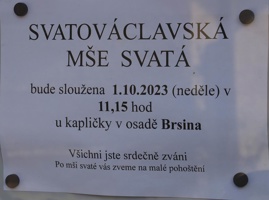 SVATOVÁCLAVSKÁ
MŠE SVATÁ
bude sloužena 1.10.2023 (neděle) v
11,15 hod
u kapličky v osadě Brsina
Všichni jste srdečně zváni
Po mši svaté vás zveme na malé pohoštění